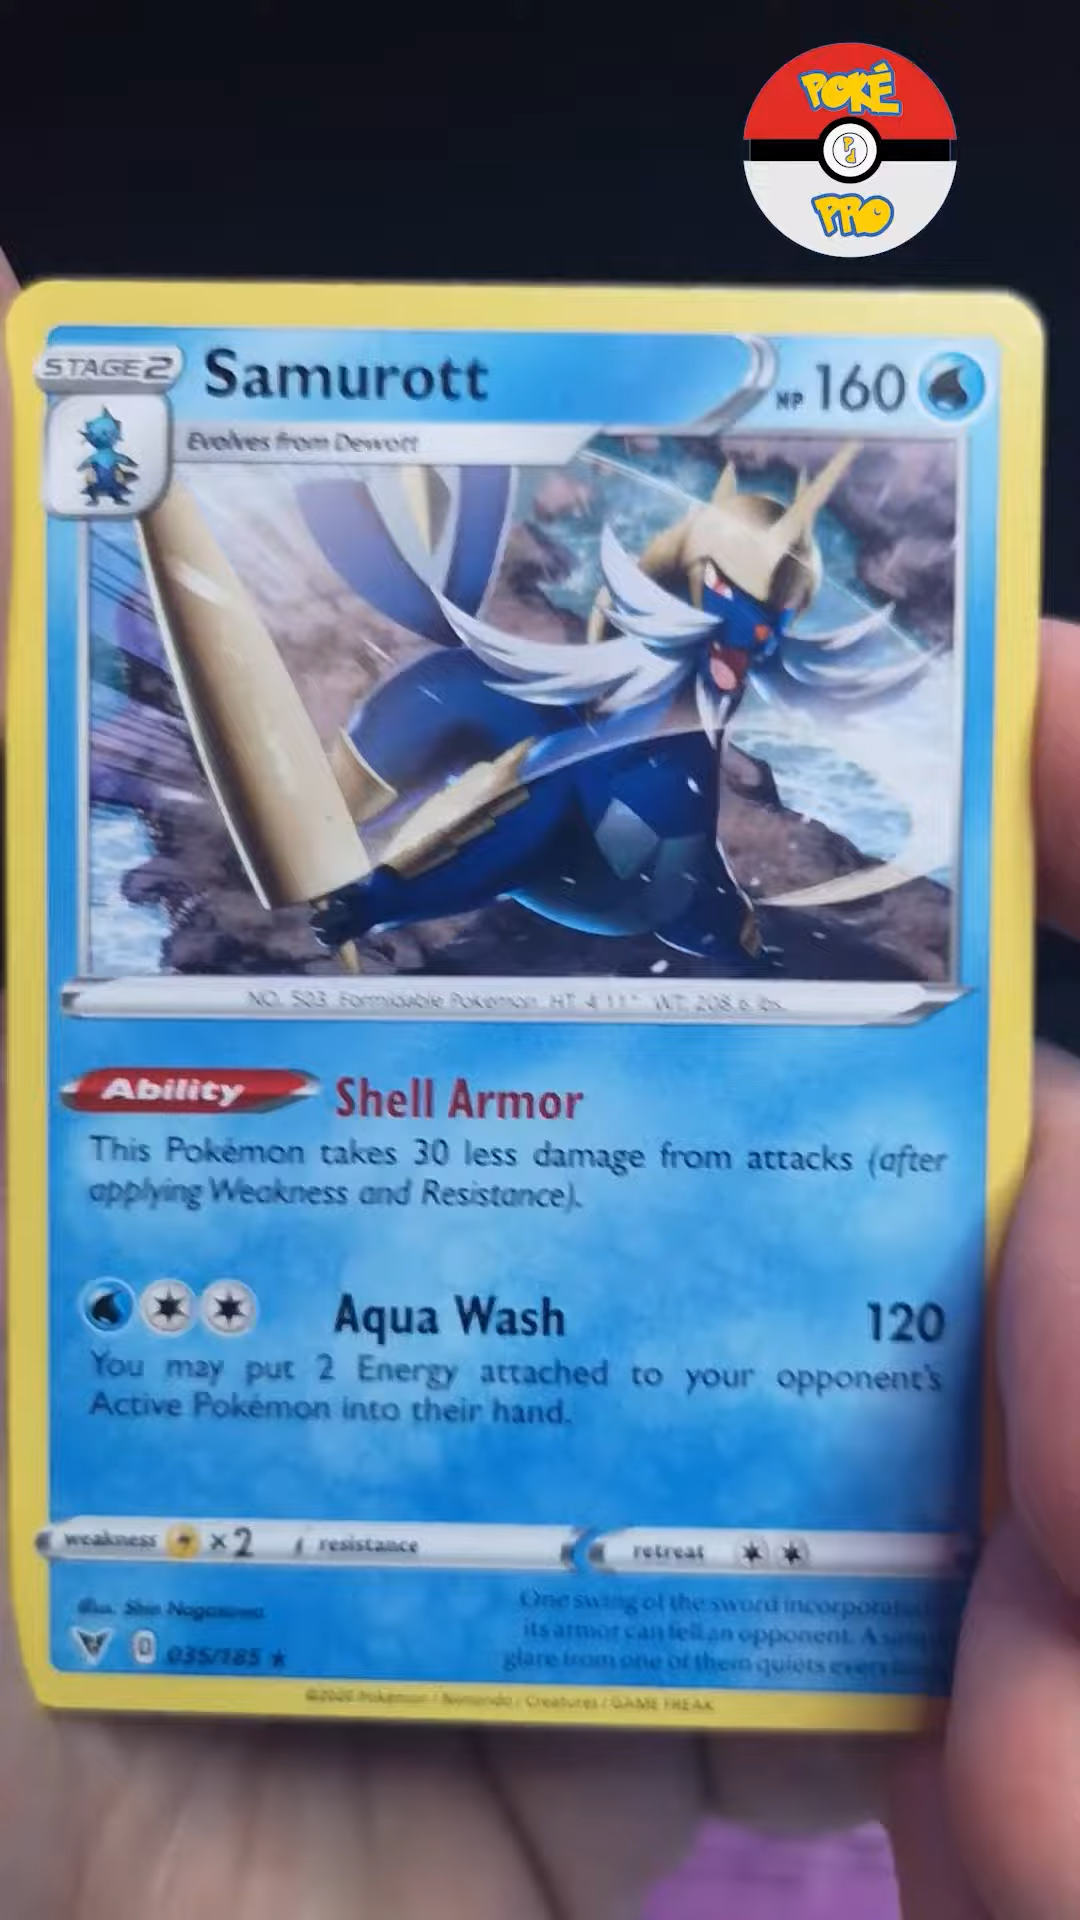 POKÉ
PRO
STAGE 2
Samurott
HP 160
Evolves from Dewott
NO. 503 Formidable Pokémon HT: 4'11" WT: 208.6 lbs.
Ability Shell Armor
This Pokémon takes 30 less damage from attacks (after
applying Weakness and Resistance).
Aqua Wash 120
You may put 2 Energy attached to your opponent's
Active Pokémon into their hand.
weakness ×2 resistance retreat
Illus. Shin Nagasawa
D 035/185 ★
One swing of the sword incorporated
its armor can fell an opponent. A
glare from one of them quiets
©2020 Pokémon / Nintendo / Creatures / GAME FREAK